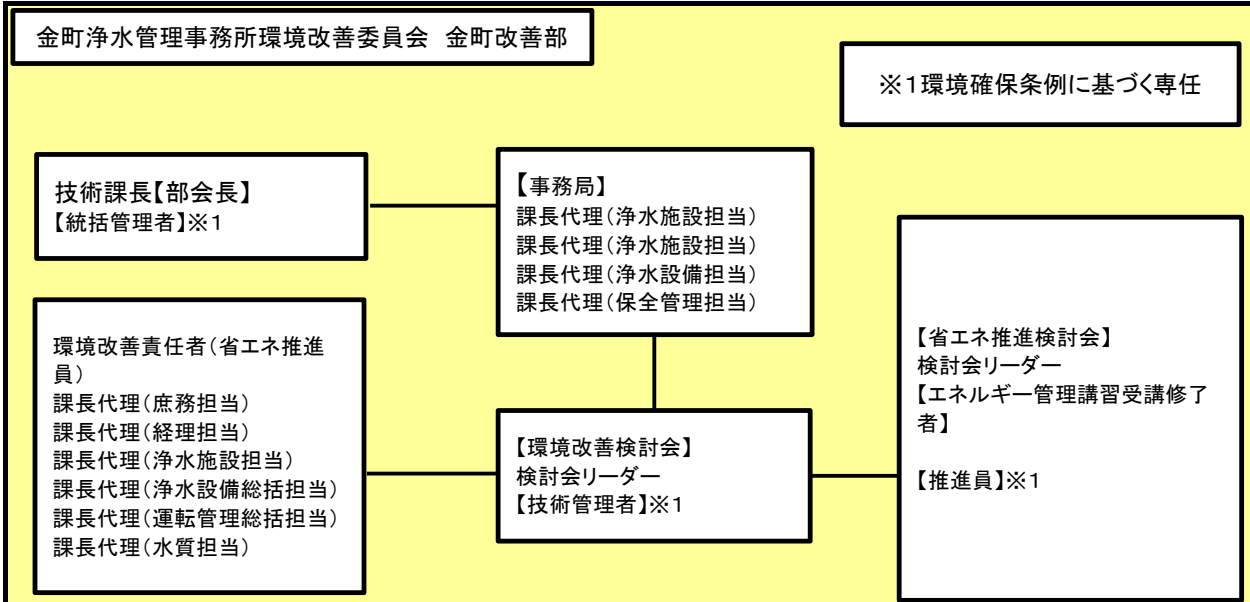 金町浄水管理事務所環境改善委員会 金町改善部
※1環境確保条例に基づく専任
技術課長【部会長】
【統括管理者】※1
【事務局】
課長代理(浄水施設担当)
課長代理(浄水施設担当)
課長代理(浄水設備担当)
課長代理(保全管理担当)
環境改善責任者(省エネ推進
員)
課長代理(庶務担当)
課長代理(経理担当)
課長代理(浄水施設担当)
課長代理(浄水設備総括担当)
課長代理(運転管理総括担当)
課長代理(水質担当)
【環境改善検討会】
検討会リーダー
【技術管理者】※1
【省エネ推進検討会】
検討会リーダー
【エネルギー管理講習受講修了
者】
【推進員】※1